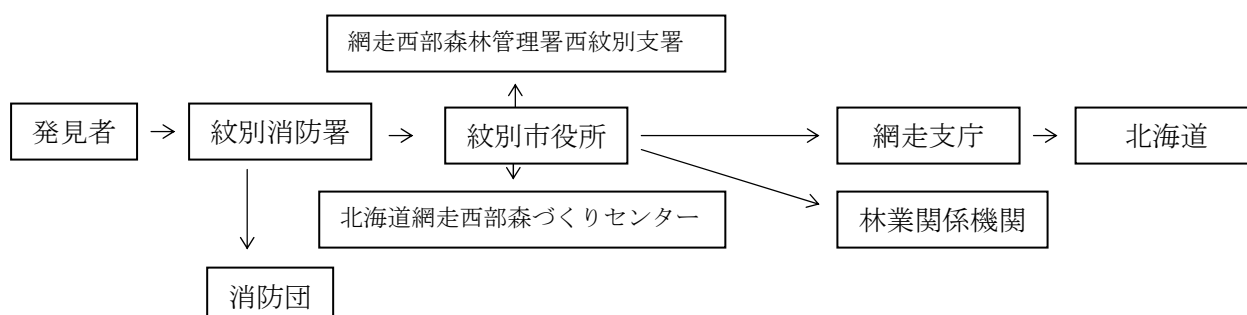 網走西部森林管理署西紋別支署
発見者
紋別消防署
紋別市役所
網走支庁
北海道
北海道網走西部森づくりセンター
林業関係機関
消防団